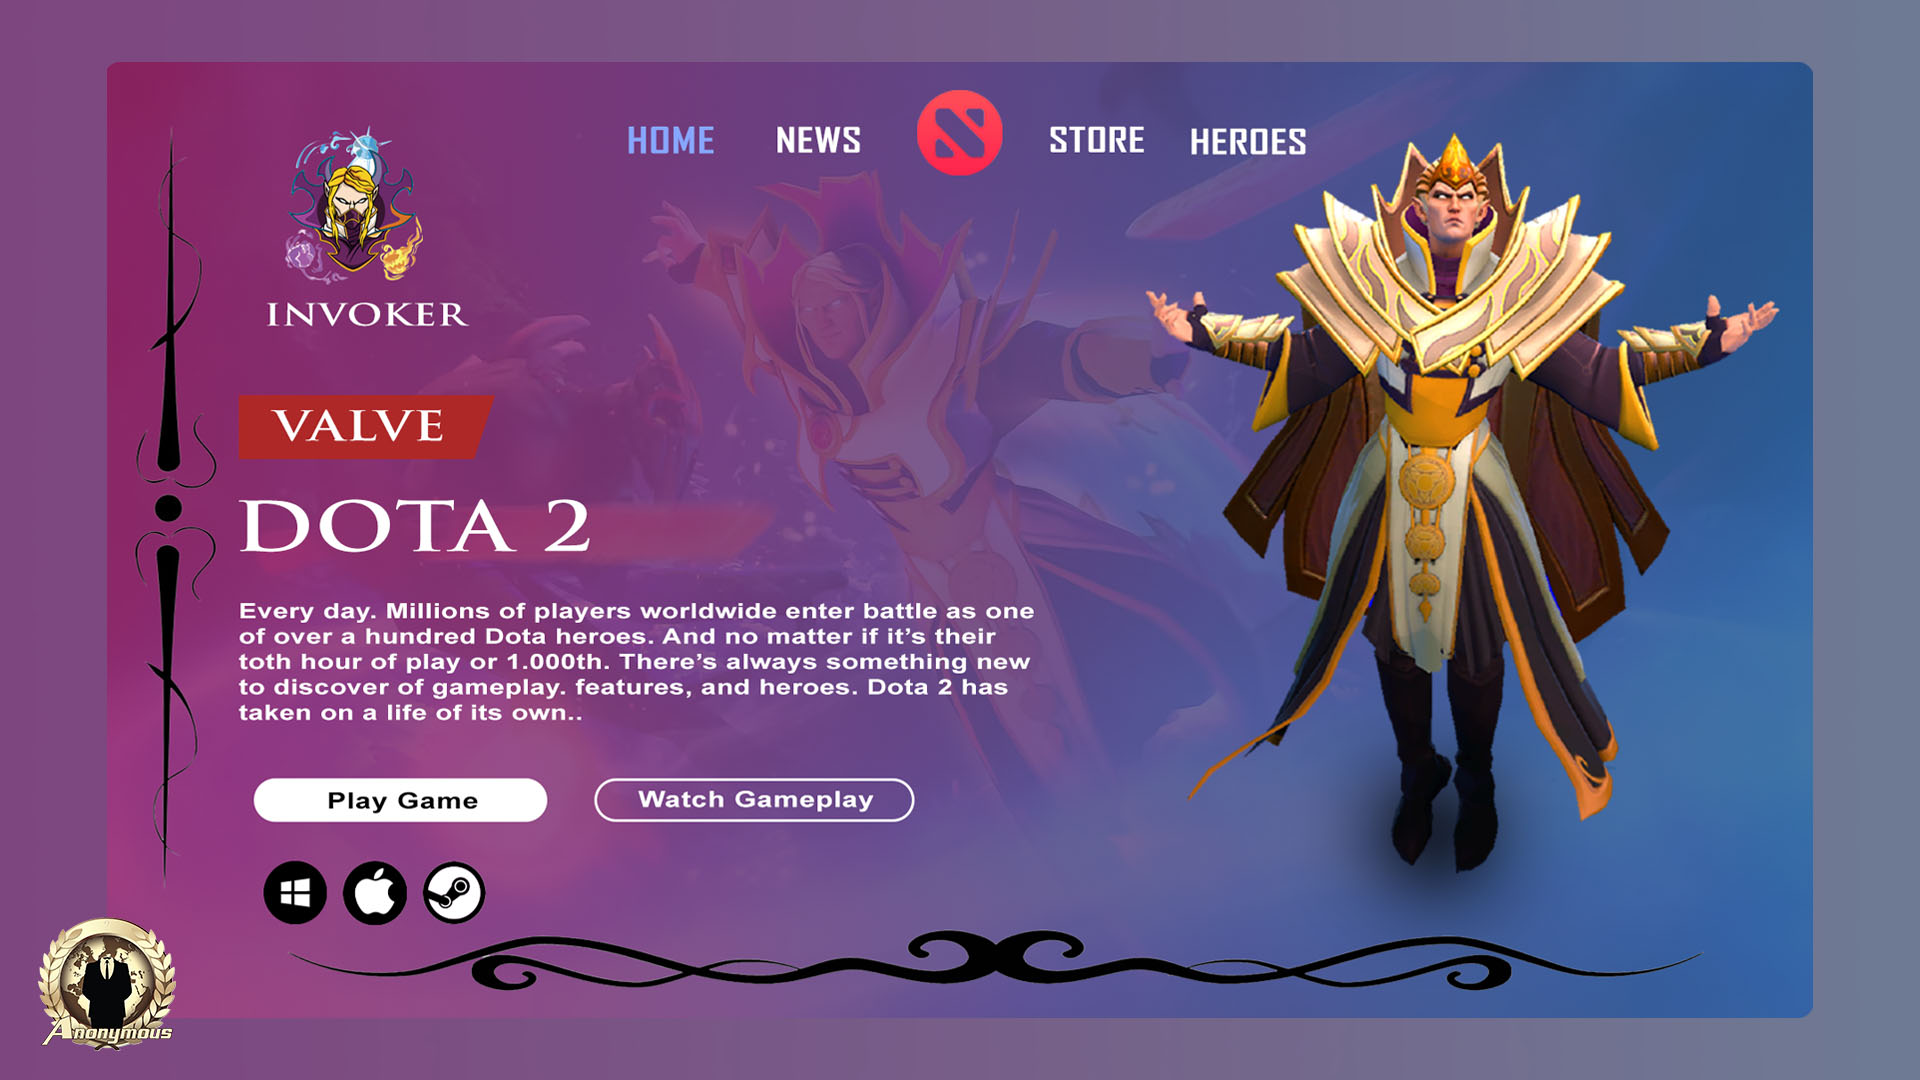 HOME
NEWS
STORE
HEROES
INVOKER
VALVE
DOTA 2
Every day. Millions of players worldwide enter battle as one
of over a hundred Dota heroes. And no matter if it’s their
toth hour of play or 1.000th. There’s always something new
to discover of gameplay. features, and heroes. Dota 2 has
taken on a life of its own..
Play Game
Watch Gameplay
Anonymous